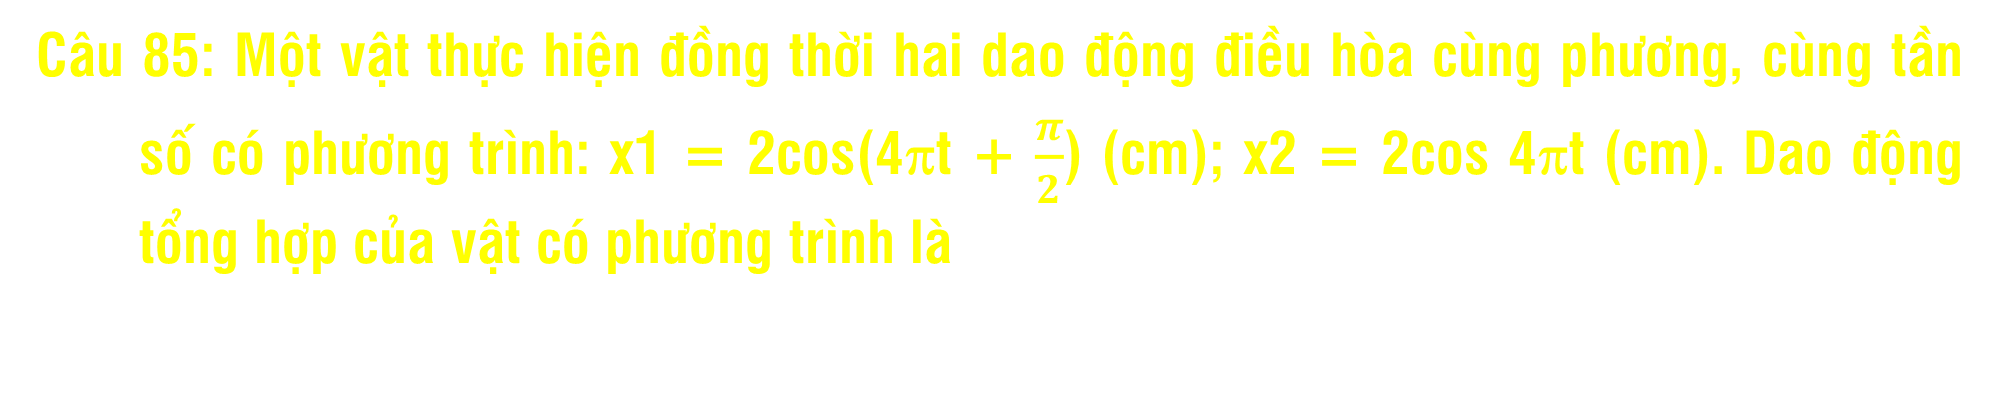 Câu 85: Một vật thực hiện đồng thời hai dao động điều hòa cùng phương, cùng tần
số có phương trình: x1 = 2cos(4πt + π/2) (cm); x2 = 2cos 4πt (cm). Dao động
tổng hợp của vật có phương trình là